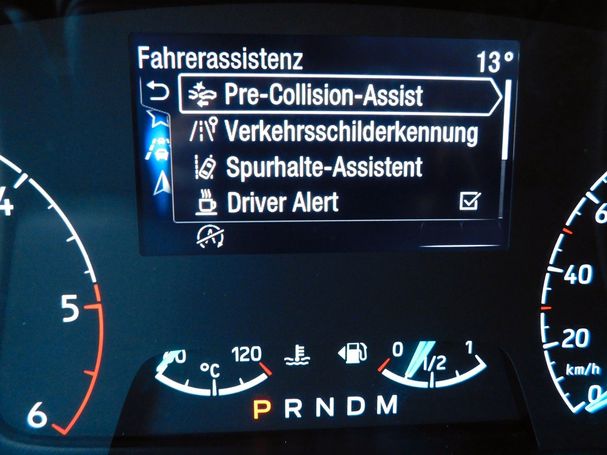 Fahrerassistenz 13°
Pre-Collision-Assist
Verkehrsschilderkennung
Spurhalte-Assistent
Driver Alert
A
4
5
6
120
°C
0 1/2 1
40
20
km/h
0
P R N D M